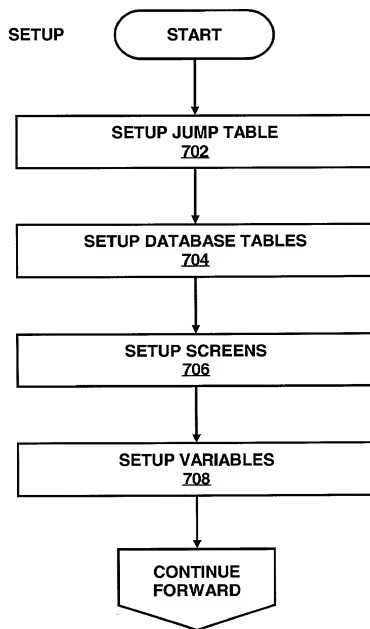 SETUP
START
SETUP JUMP TABLE
702
SETUP DATABASE TABLES
704
SETUP SCREENS
706
SETUP VARIABLES
708
CONTINUE
FORWARD